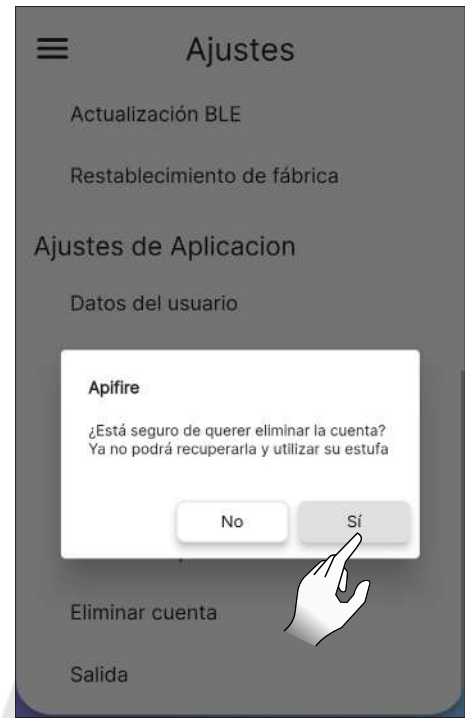 Ajustes
Actualización BLE
Restablecimiento de fábrica
Ajustes de Aplicacion
Datos del usuario
Apifire
¿Está seguro de querer eliminar la cuenta?
Ya no podrá recuperarla y utilizar su estufa
No
Sí
Eliminar cuenta
Salida